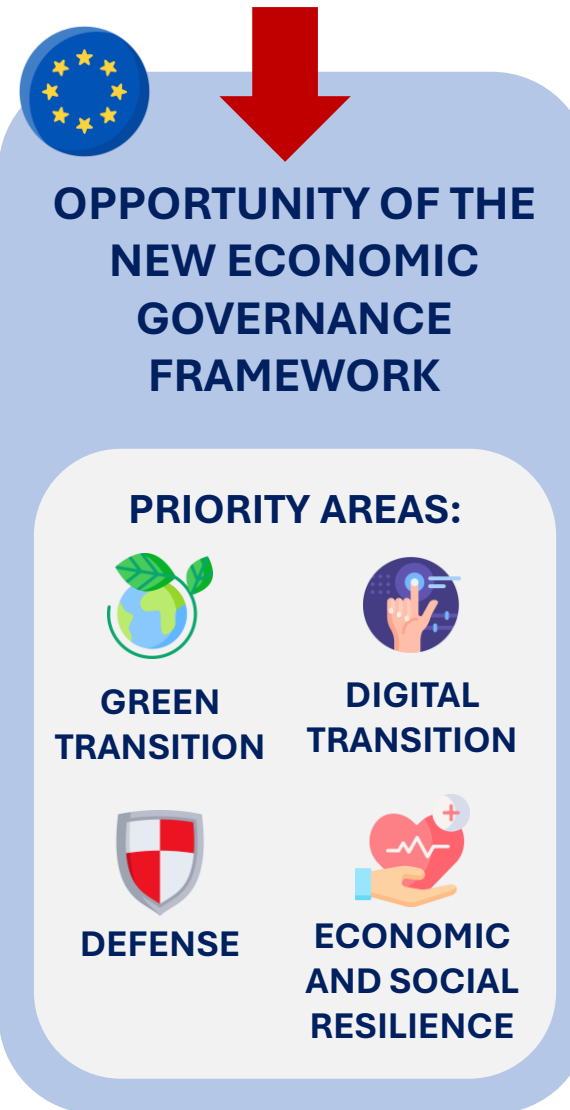 OPPORTUNITY OF THE
NEW ECONOMIC
GOVERNANCE
FRAMEWORK
PRIORITY AREAS:
GREEN
TRANSITION
DIGITAL
TRANSITION
DEFENSE
ECONOMIC
AND SOCIAL
RESILIENCE